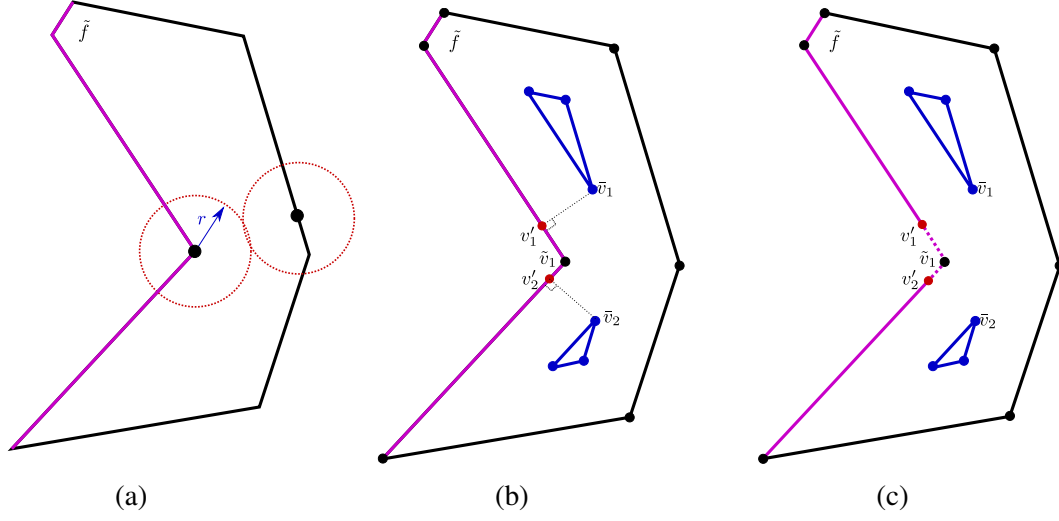 f̃
r
(a)
f̃
v̄₁
v′₁
ṽ₁
v′₂
v̄₂
(b)
f̃
v̄₁
v′₁
ṽ₁
v′₂
v̄₂
(c)